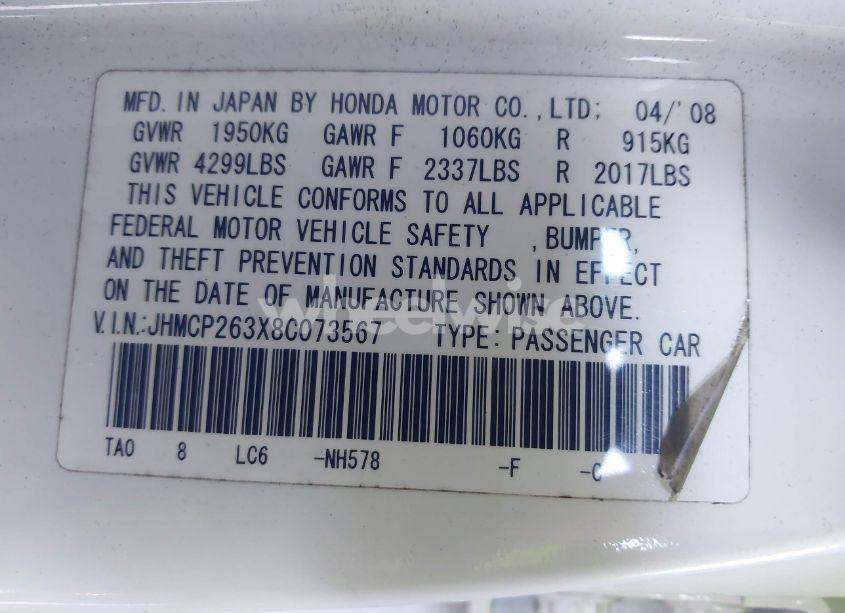 MFD. IN JAPAN BY HONDA MOTOR CO., LTD; 04/'08
GVWR 1950KG GAWR F 1060KG R 915KG
GVWR 4299LBS GAWR F 2337LBS R 2017LBS
THIS VEHICLE CONFORMS TO ALL APPLICABLE
FEDERAL MOTOR VEHICLE SAFETY , BUMPER,
AND THEFT PREVENTION STANDARDS IN EFFECT
ON THE DATE OF MANUFACTURE SHOWN ABOVE.
wheelwise
V.I.N.:JHMCP263X8C073567 TYPE: PASSENGER CAR
TA0 8 LC6 -NH578 -F -C